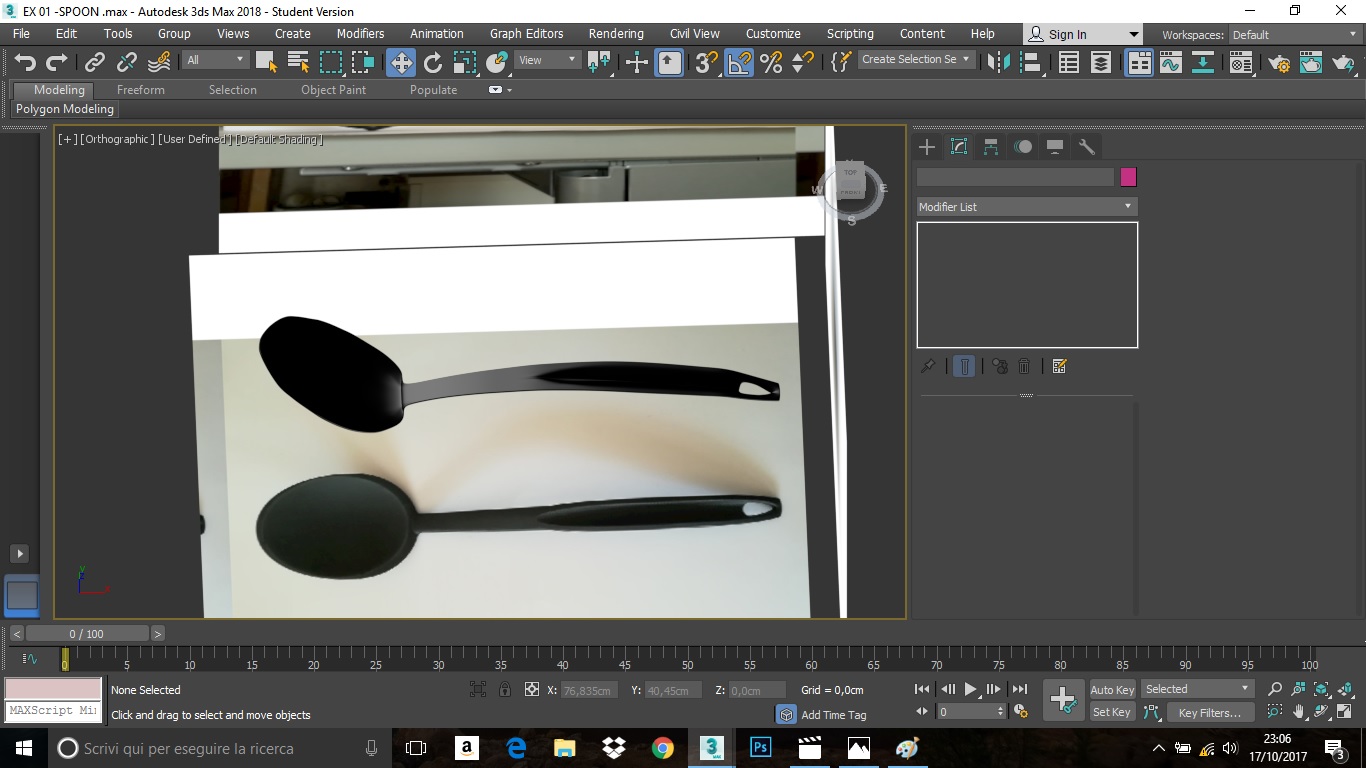 EX 01 -SPOON .max - Autodesk 3ds Max 2018 - Student Version
File Edit Tools Group Views Create Modifiers Animation Graph Editors Rendering Civil View Customize Scripting Content Help Sign In Workspaces: Default
All View 3 Create Selection Se
Modeling Freeform Selection Object Paint Populate
Polygon Modeling
[+] [Orthographic] [User Defined] [Default Shading]
TOP
FRONT
W E
S
Modifier List
y
x
< 0 / 100 >
0 5 10 15 20 25 30 35 40 45 50 55 60 65 70 75 80 85 90 95 100
None Selected X: 76,835cm Y: 40,45cm Z: 0,0cm Grid = 0,0cm Auto Key Selected
MAXScript Mi Click and drag to select and move objects Add Time Tag 0 Set Key Key Filters...
Scrivi qui per eseguire la ricerca a 3 MAX Ps 23:06
17/10/2017 3